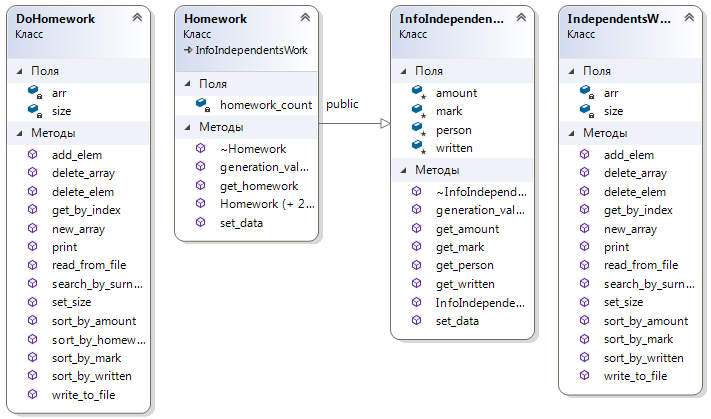 DoHomework
Класс
Поля
arr
size
Методы
add_elem
delete_array
delete_elem
get_by_index
new_array
print
read_from_file
search_by_surn...
set_size
sort_by_amount
sort_by_homew...
sort_by_mark
sort_by_written
write_to_file
Homework
Класс
InfoIndependentsWork
Поля
homework_count
Методы
~Homework
generation_val...
get_homework
Homework (+ 2...
set_data
public
InfoIndependen...
Класс
Поля
amount
mark
person
written
Методы
~InfoIndepend...
generation_val...
get_amount
get_mark
get_person
get_written
InfoIndepende...
set_data
IndependentsW...
Класс
Поля
arr
size
Методы
add_elem
delete_array
delete_elem
get_by_index
new_array
print
read_from_file
search_by_surn...
set_size
sort_by_amount
sort_by_mark
sort_by_written
write_to_file